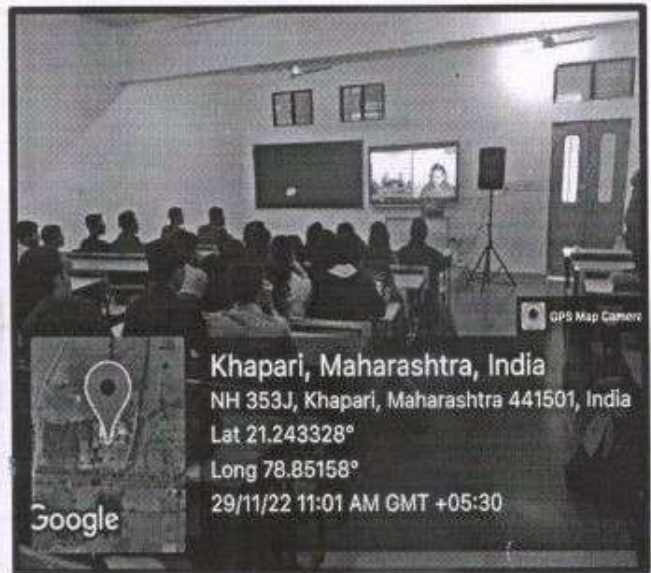 GPS Map Camera
Khapari, Maharashtra, India
NH 353J, Khapari, Maharashtra 441501, India
Lat 21.243328°
Long 78.85158°
29/11/22 11:01 AM GMT +05:30
Google